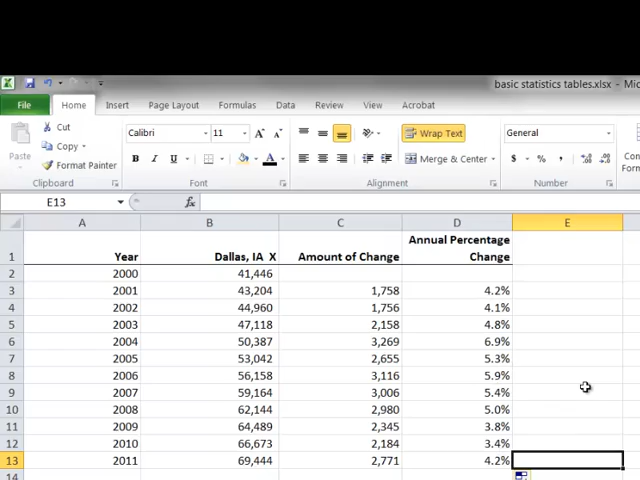 basic statistics tables.xlsx - Mic
File Home Insert Page Layout Formulas Data Review View Acrobat
Cut Calibri 11 A A Wrap Text General
Copy
Paste
Format Painter B I U A Merge & Center $ % , .0 .00 .00 .0 Con
For
Clipboard Font Alignment Number
E13 fx
A B C D E
1 Year Dallas, IA X Amount of Change Annual Percentage
Change
2 2000 41,446
3 2001 43,204 1,758 4.2%
4 2002 44,960 1,756 4.1%
5 2003 47,118 2,158 4.8%
6 2004 50,387 3,269 6.9%
7 2005 53,042 2,655 5.3%
8 2006 56,158 3,116 5.9%
9 2007 59,164 3,006 5.4%
10 2008 62,144 2,980 5.0%
11 2009 64,489 2,345 3.8%
12 2010 66,673 2,184 3.4%
13 2011 69,444 2,771 4.2%
14